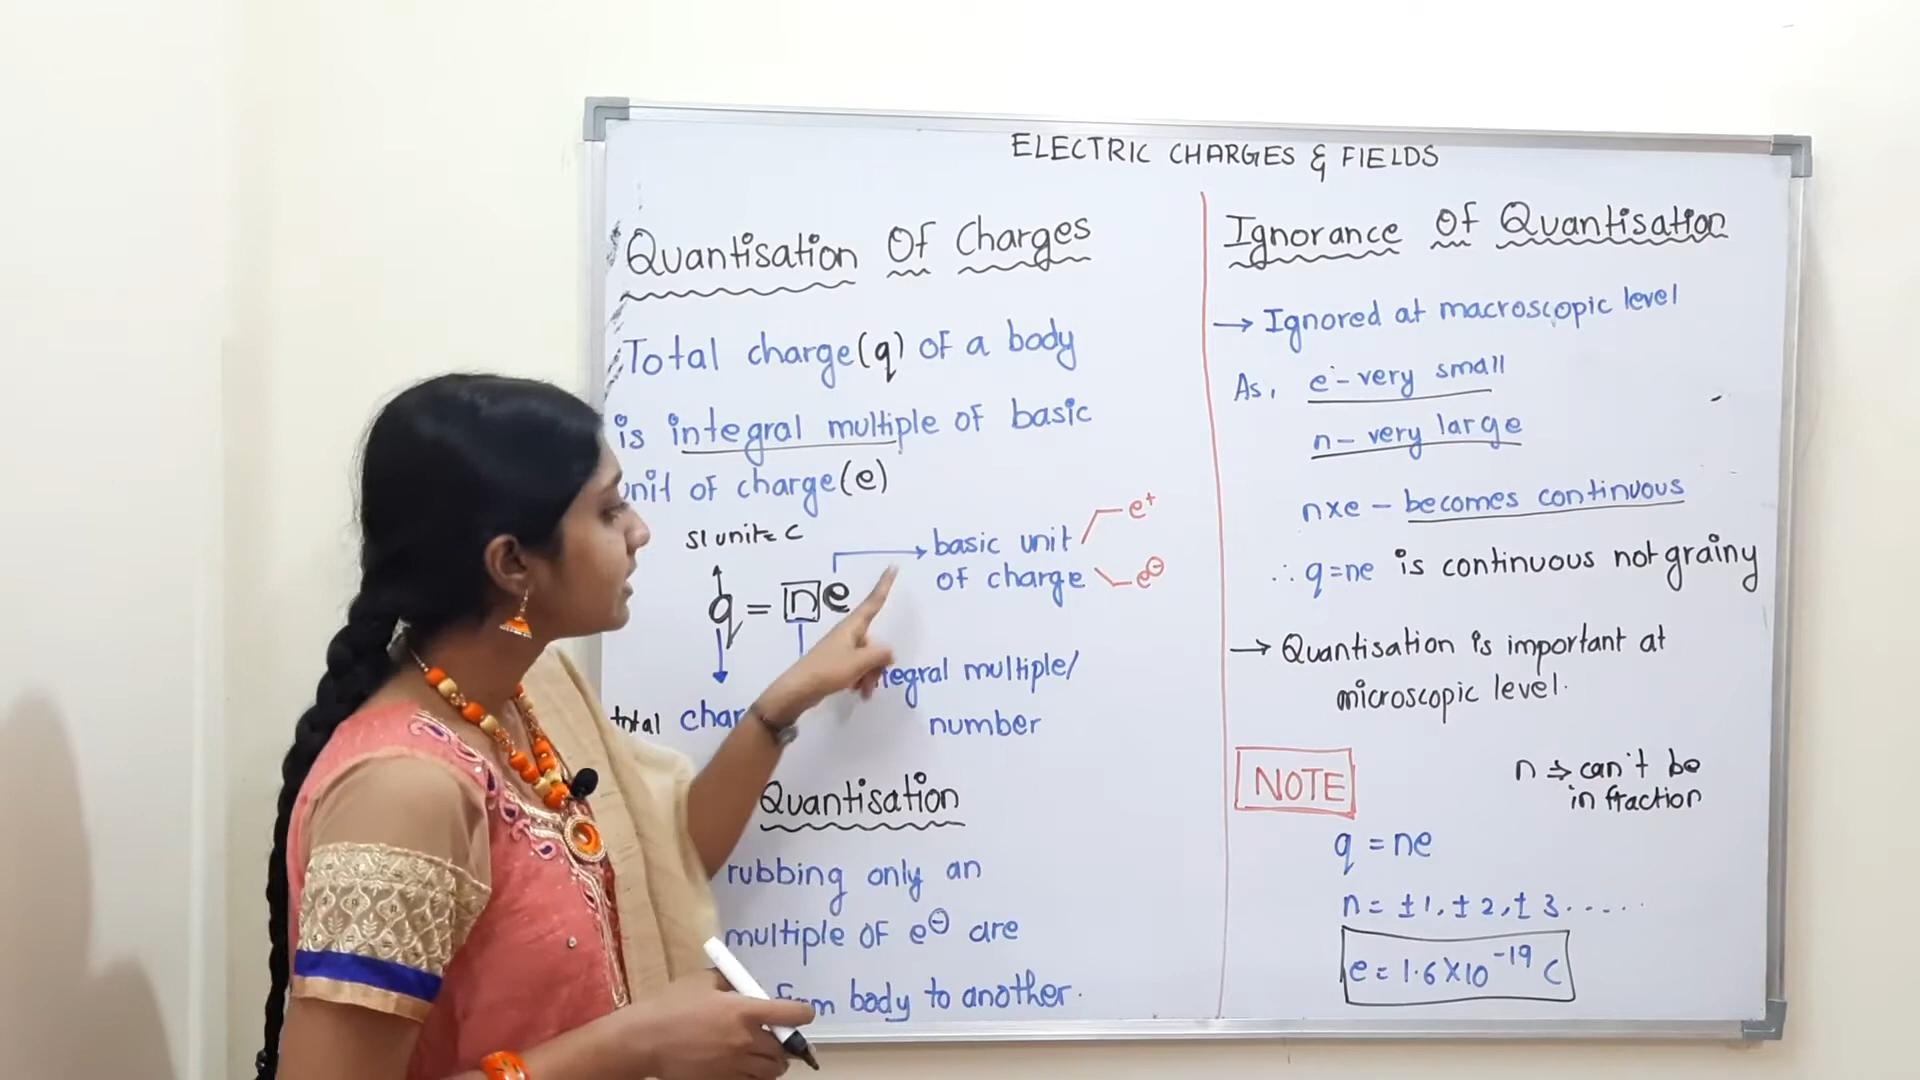 ELECTRIC CHARGES & FIELDS
Quantisation Of Charges
Total charge(q) of a body
is integral multiple of basic
unit of charge(e)
SI unit = C
basic unit
of charge
e⁺
e⊖
q = n e
tegral multiple/
number
total char
Quantisation
rubbing only an
multiple of e⊖ are
body to another.
Ignorance Of Quantisation
→ Ignored at macroscopic level
As, e - very small
n - very large
n×e - becomes continuous
∴ q=ne is continuous not grainy
→ Quantisation is important at
microscopic level.
NOTE
n ⇒ can't be
in fraction
q = ne
n = ±1, ±2, ±3.....
e = 1.6×10⁻¹⁹ C